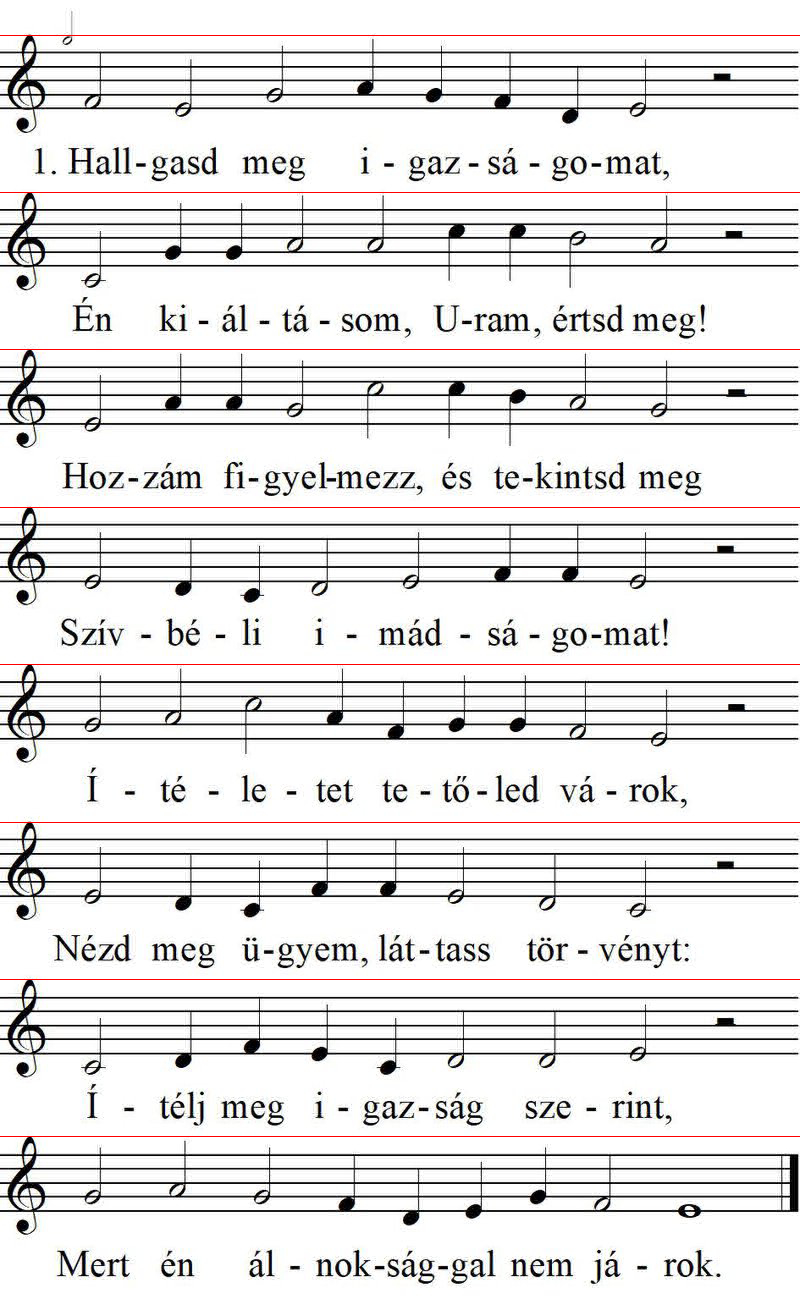 1. Hall-gasd meg i - gaz - sá - go-mat,
Én ki - ál - tá - som, U-ram, értsd meg!
Hoz-zám fi-gyel-mezz, és te-kintsd meg
Szív - bé - li i - mád - sá - go-mat!
Í - té - le - tet te - tő - led vá - rok,
Nézd meg ü-gyem, lát-tass tör - vényt:
Í - télj meg i - gaz-ság sze - rint,
Mert én ál - nok-ság-gal nem já - rok.